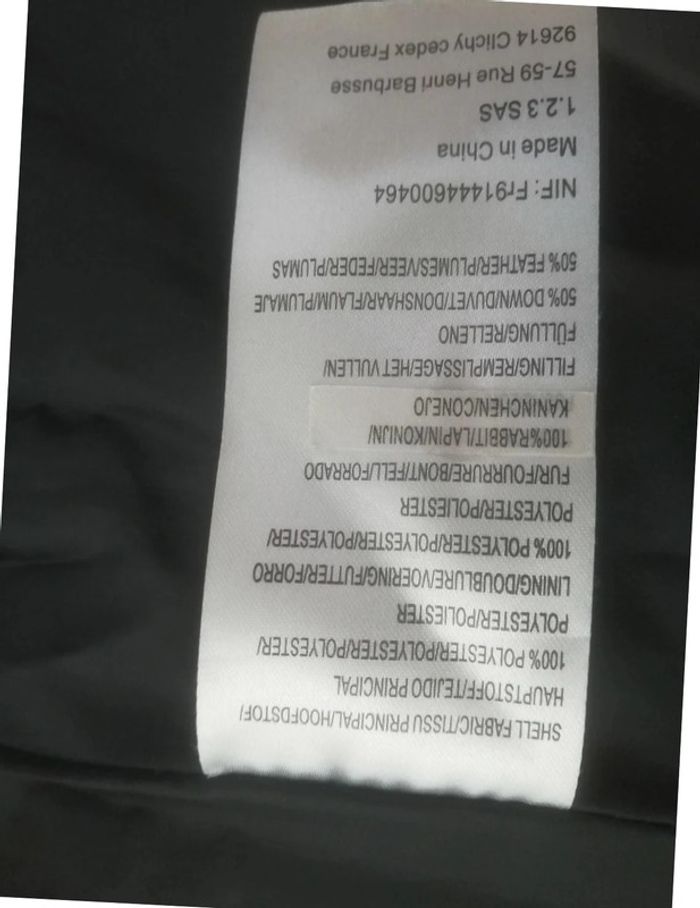 SHELL FABRIC/TISSU PRINCIPAL/HOOFDSTOF/
HAUPTSTOFF/TEJIDO PRINCIPAL
100% POLYESTER/POLYESTER/POLYESTER/
POLYESTER/POLIESTER
LINING/DOUBLURE/VOERING/FUTTER/FORRO
100% POLYESTER/POLYESTER/POLYESTER/
POLYESTER/POLIESTER
FUR/FOURRURE/BONT/FELL/FORRADO
100%RABBIT/LAPIN/KONIJN/
KANINCHEN/CONEJO
FILLING/REMPLISSAGE/HET VULLEN/
FÜLLUNG/RELLENO
50% DOWN/DUVET/DONSHAAR/FLAUM/PLUMAJE
50% FEATHER/PLUMES/VEER/FEDER/PLUMAS
NIF: Fr91444600464
Made in China
1.2.3 SAS
57-59 Rue Henri Barbusse
92614 Clichy cedex France